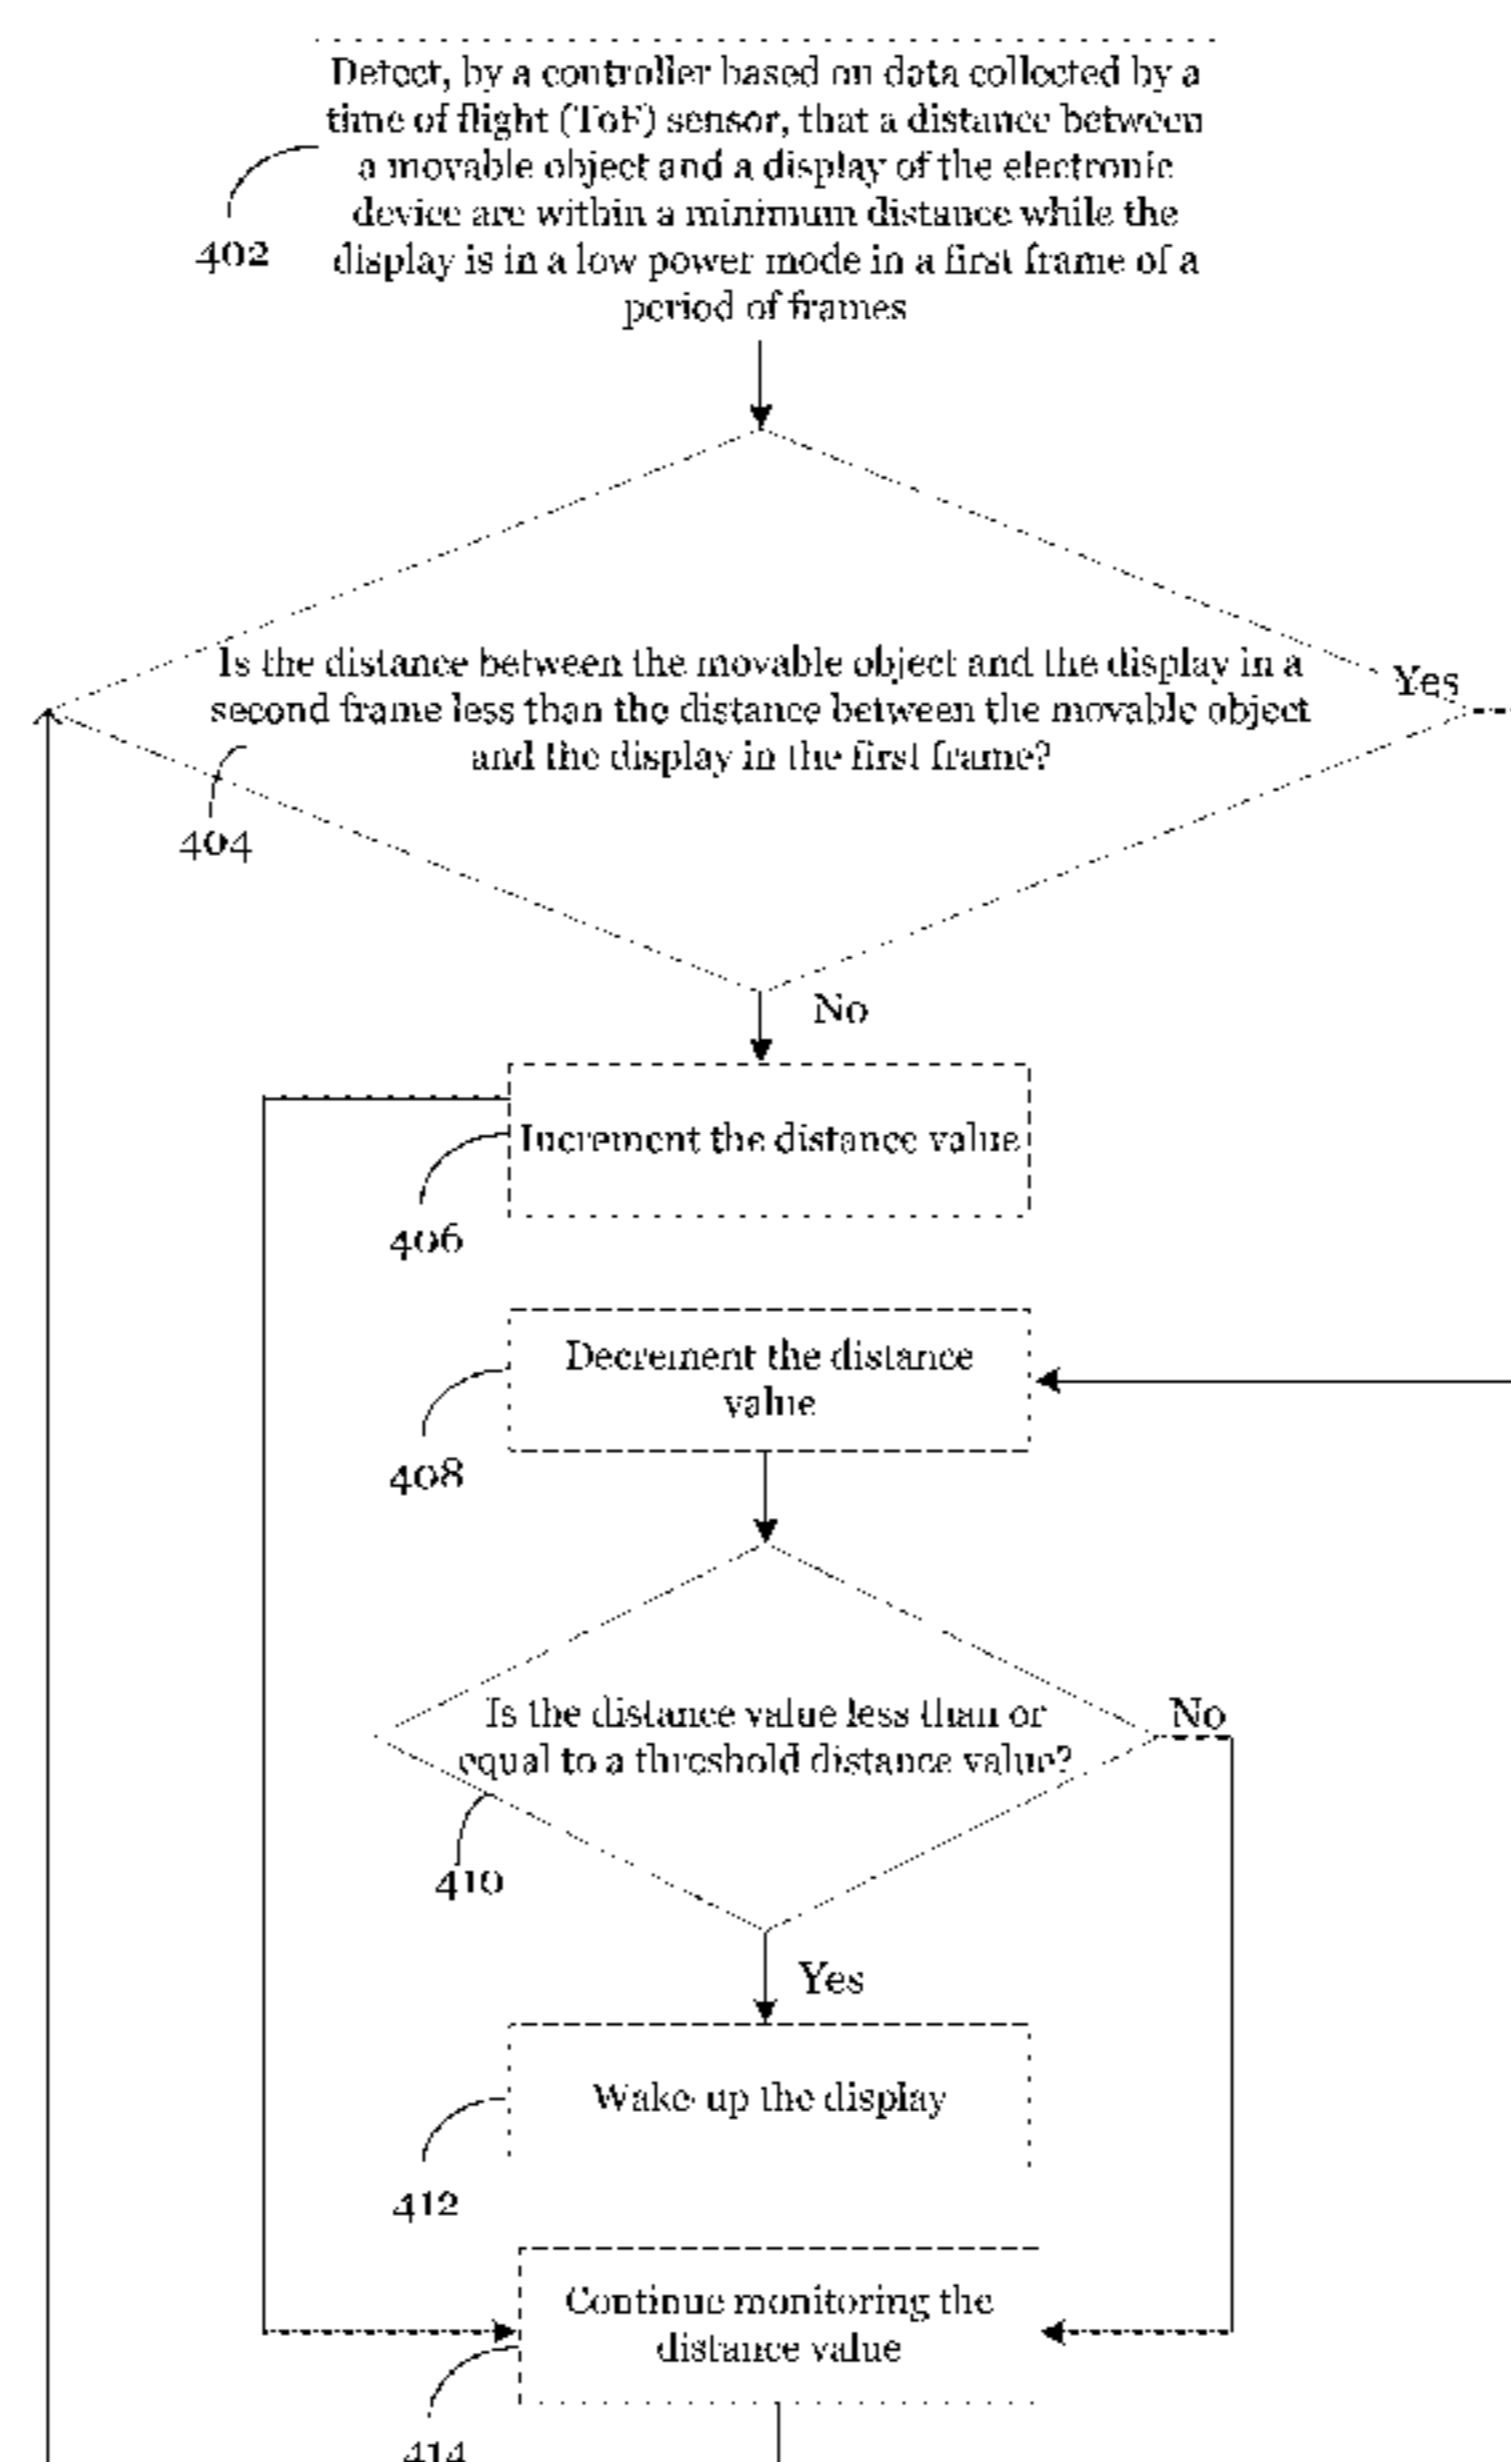 Detect, by a controller based on data collected by a
time of flight (ToF) sensor, that a distance between
a movable object and a display of the electronic
device are within a minimum distance while the
display is in a low power mode in a first frame of a
period of frames
402
Is the distance between the movable object and the display in a
second frame less than the distance between the movable object
and the display in the first frame?
Yes
404
No
Increment the distance value
406
Decrement the distance
value
408
Is the distance value less than or
equal to a threshold distance value?
No
410
Yes
Wake-up the display
412
Continue monitoring the
distance value
414